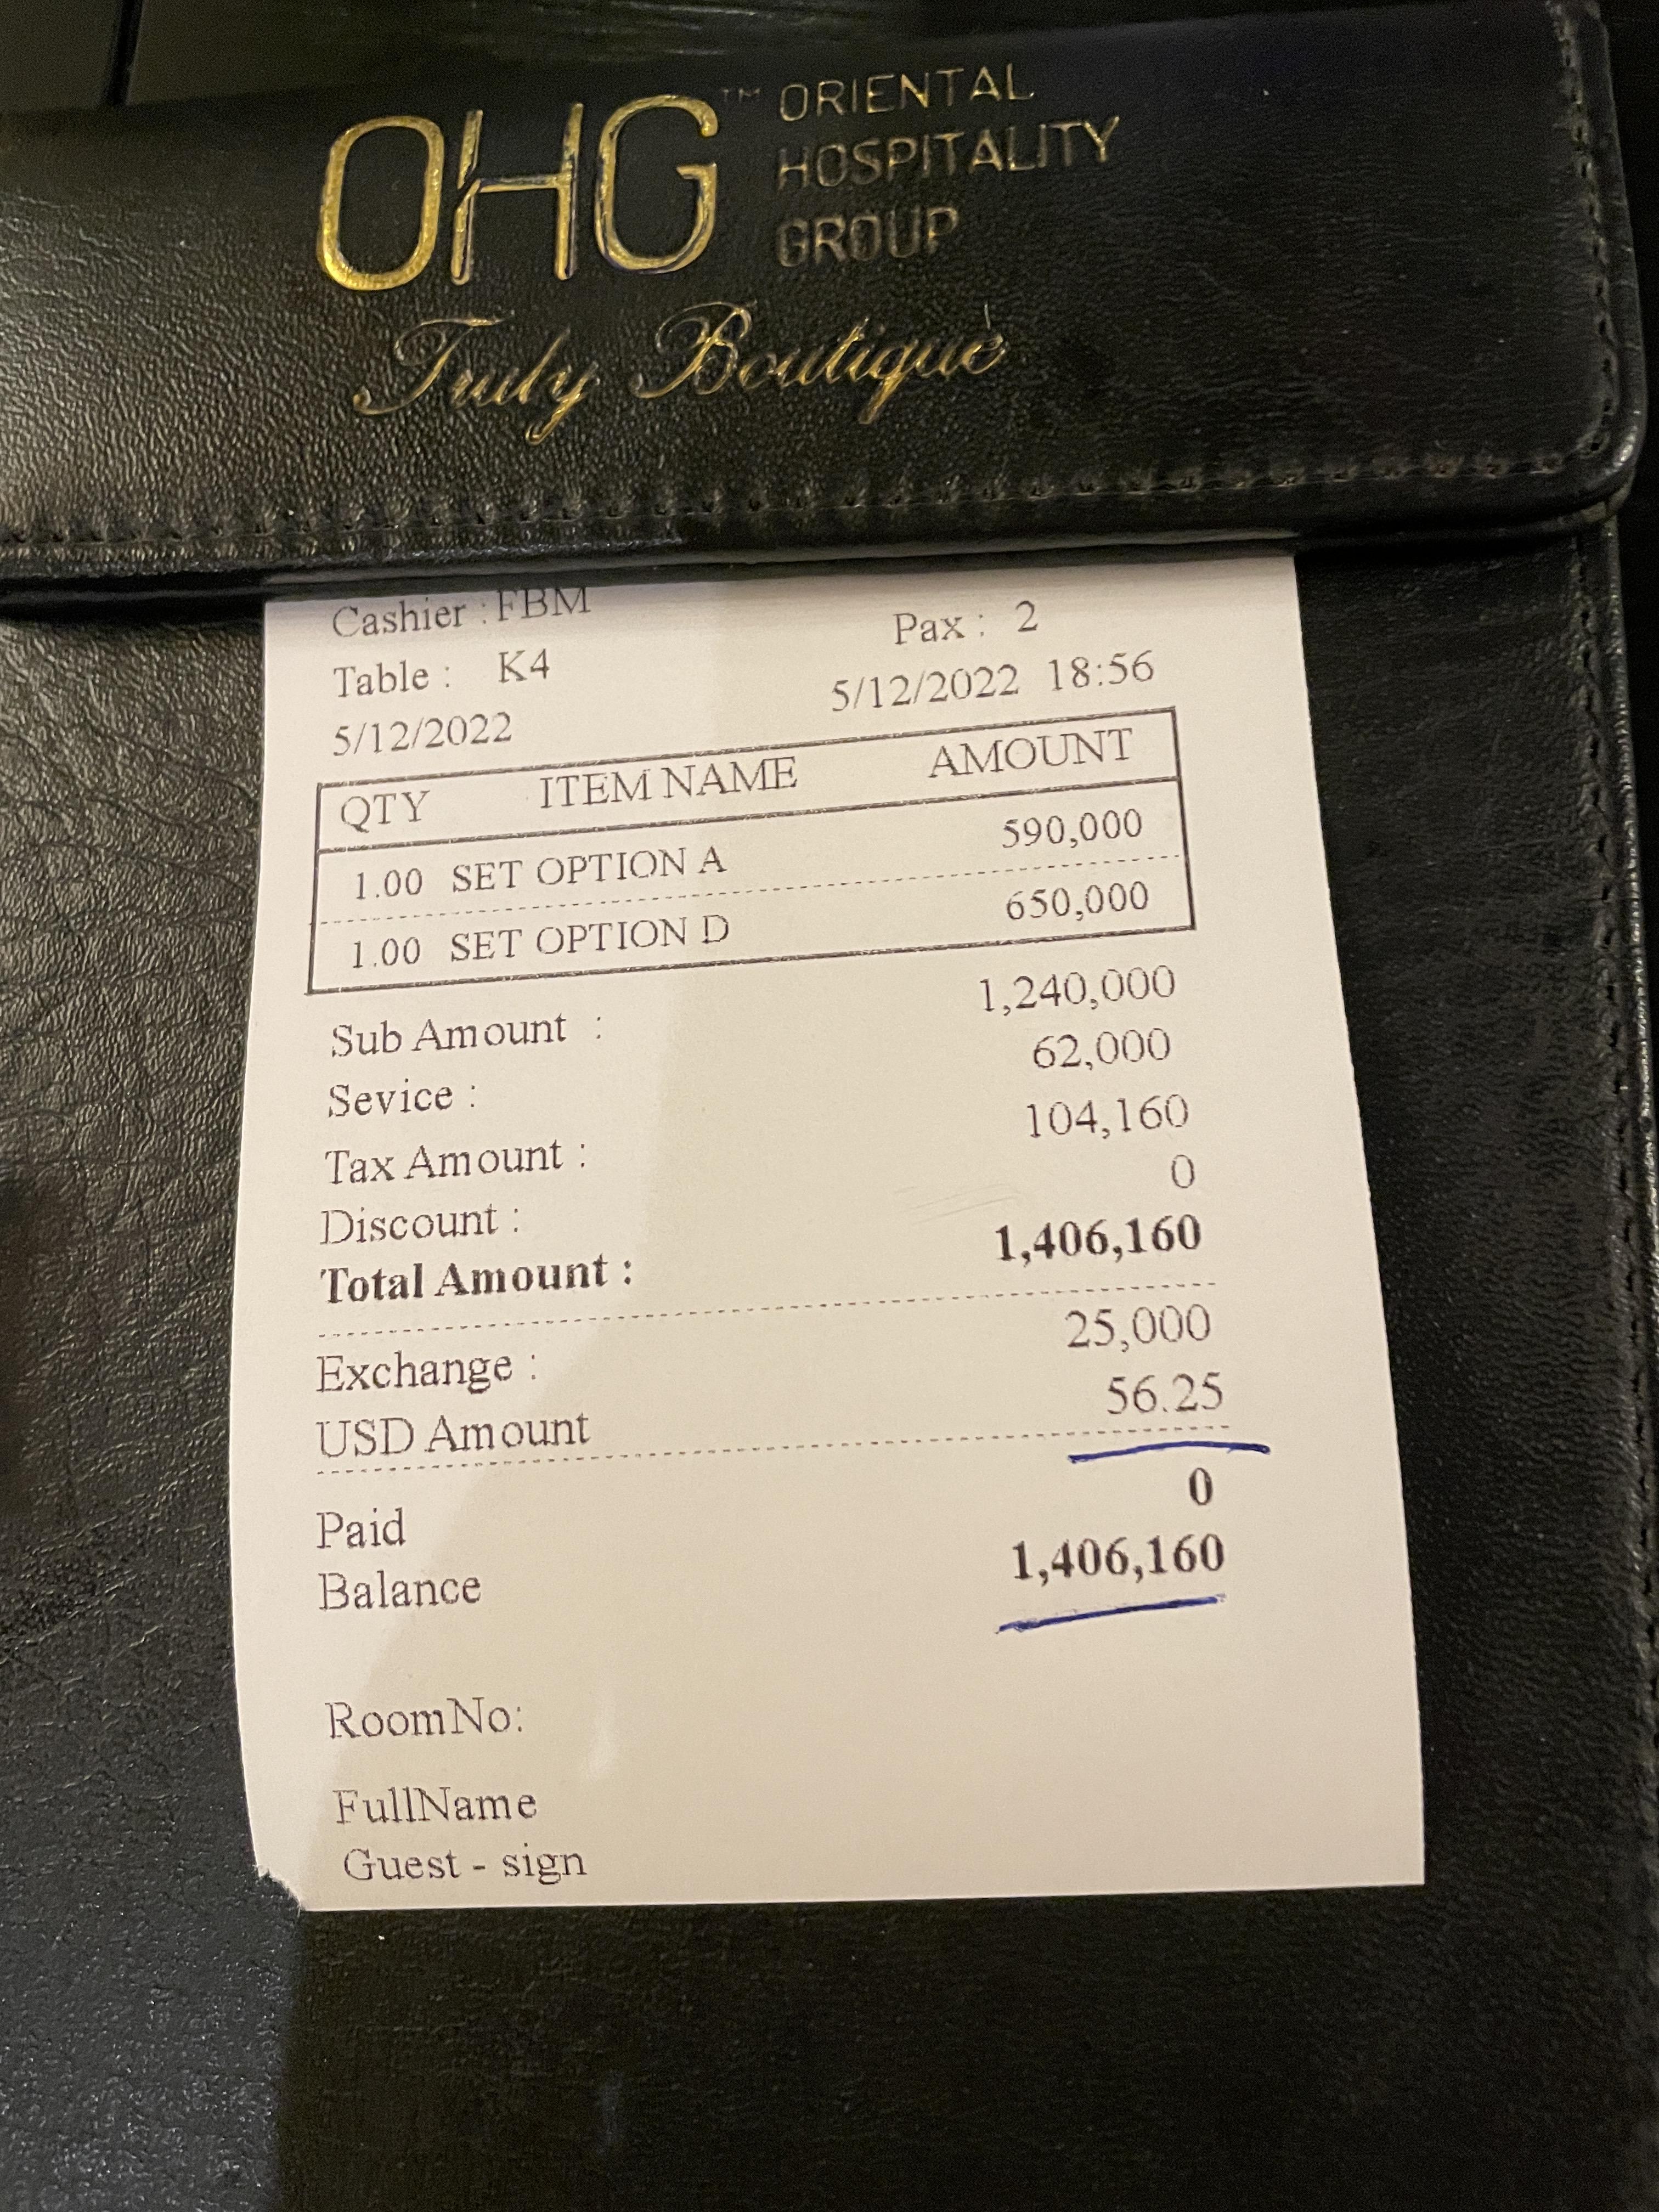 OHG™ ORIENTAL
HOSPITALITY
GROUP
Truly Boutique
Cashier : FBM
Pax : 2
Table : K4
5/12/2022 5/12/2022 18:56
QTY ITEM NAME AMOUNT
1.00 SET OPTION A 590,000
1.00 SET OPTION D 650,000
Sub Amount : 1,240,000
Sevice : 62,000
Tax Amount : 104,160
Discount : 0
Total Amount : 1,406,160
Exchange : 25,000
USD Amount 56.25
Paid 0
Balance 1,406,160
RoomNo:
FullName
Guest - sign